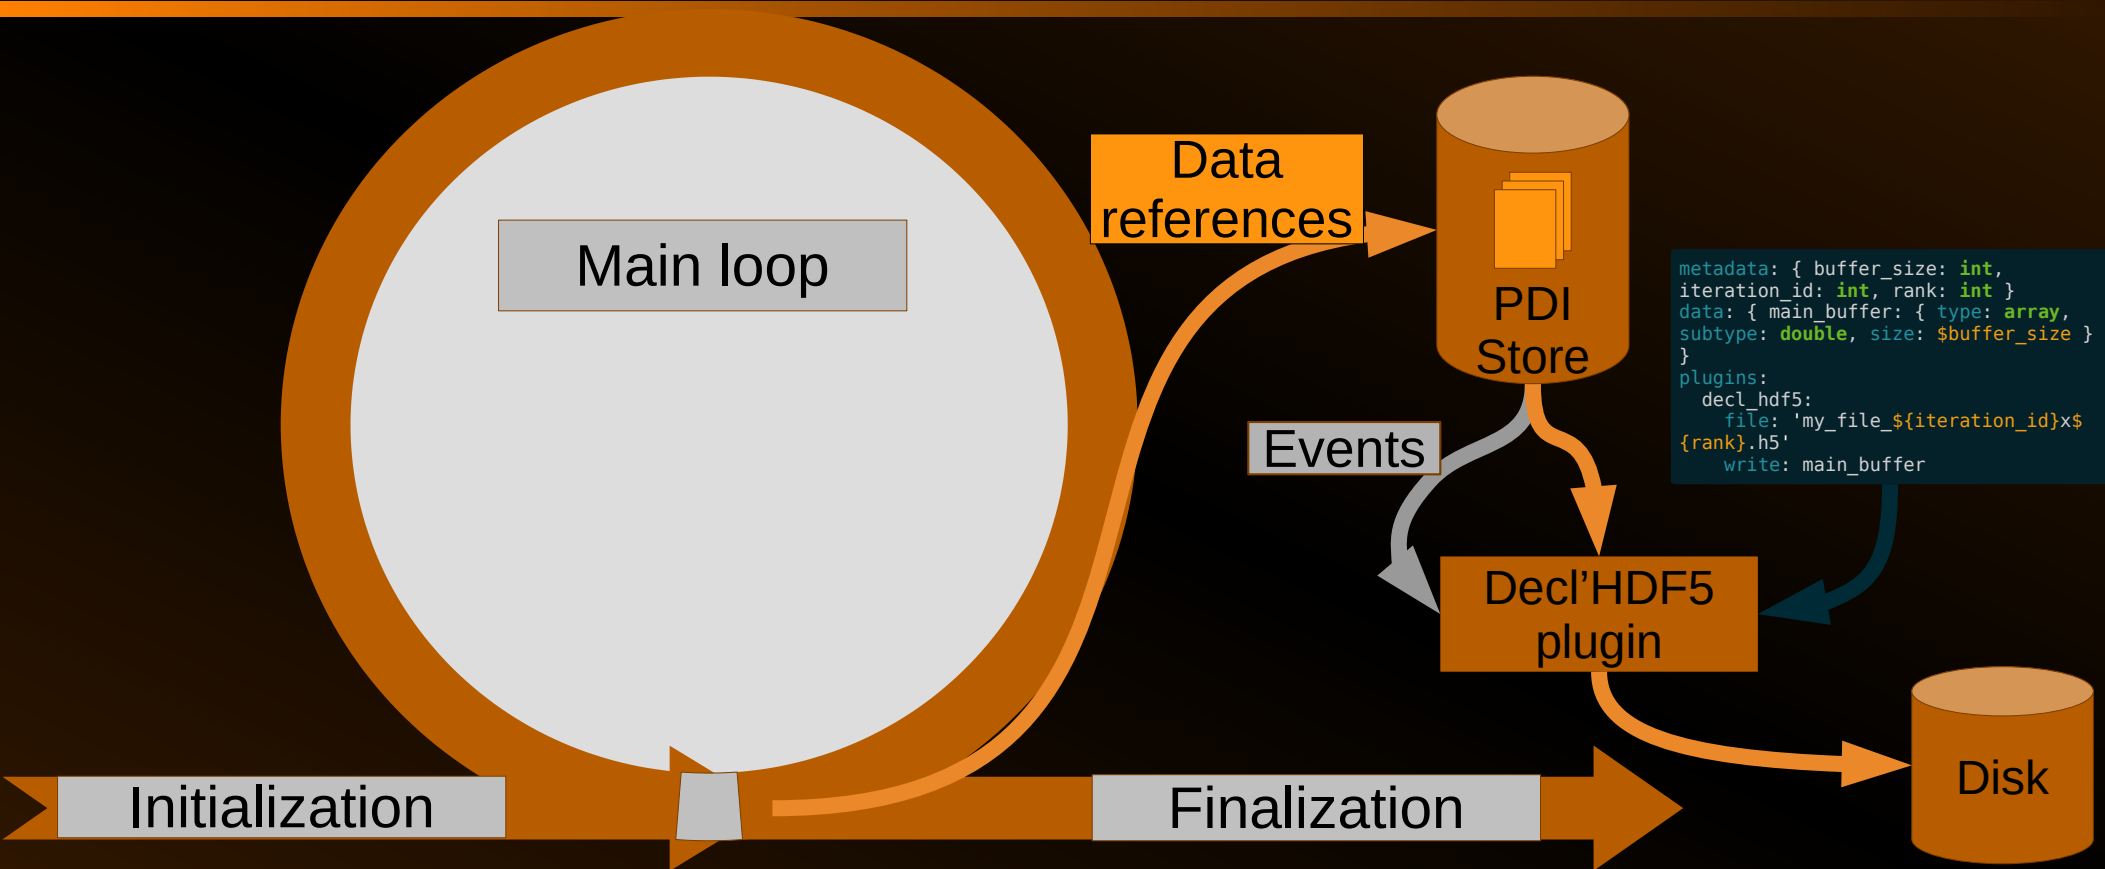 Main loop
Data
references
PDI
Store
metadata: { buffer_size: int,
iteration_id: int, rank: int }
data: { main_buffer: { type: array,
subtype: double, size: $buffer_size }
}
plugins:
  decl_hdf5:
    file: 'my_file_${iteration_id}x$
{rank}.h5'
    write: main_buffer
Events
Decl’HDF5
plugin
Disk
Initialization
Finalization